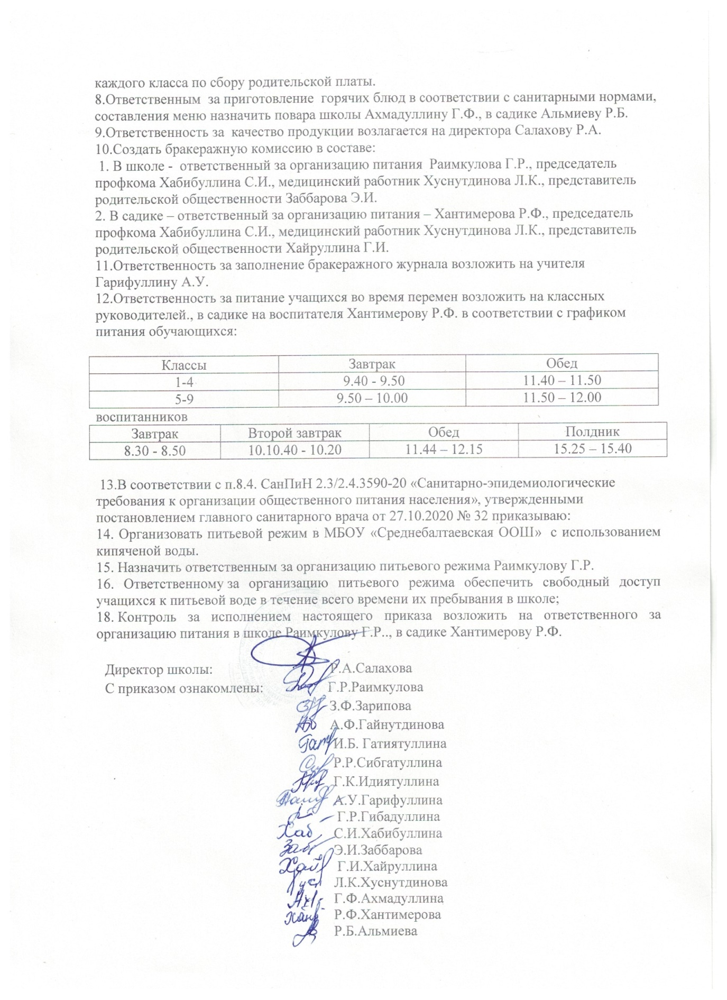 каждого класса по сбору родительской платы.
8.Ответственным за приготовление горячих блюд в соответствии с санитарными нормами,
составления меню назначить повара школы Ахмадуллину Г.Ф., в садике Альмиеву Р.Б.
9.Ответственность за качество продукции возлагается на директора Салахову Р.А.
10.Создать бракеражную комиссию в составе:
1. В школе - ответственный за организацию питания Раимкулова Г.Р., председатель
профкома Хабибуллина С.И., медицинский работник Хуснутдинова Л.К., представитель
родительской общественности Заббарова Э.И.
2. В садике – ответственный за организацию питания – Хантимерова Р.Ф., председатель
профкома Хабибуллина С.И., медицинский работник Хуснутдинова Л.К., представитель
родительской общественности Хайруллина Г.И.
11.Ответственность за заполнение бракеражного журнала возложить на учителя
Гарифуллину А.У.
12.Ответственность за питание учащихся во время перемен возложить на классных
руководителей., в садике на воспитателя Хантимерову Р.Ф. в соответствии с графиком
питания обучающихся:
Классы Завтрак Обед
1-4 9.40 - 9.50 11.40 – 11.50
5-9 9.50 – 10.00 11.50 – 12.00
воспитанников
Завтрак Второй завтрак Обед Полдник
8.30 - 8.50 10.10.40 - 10.20 11.44 – 12.15 15.25 – 15.40
13.В соответствии с п.8.4. СанПиН 2.3/2.4.3590-20 «Санитарно-эпидемиологические
требования к организации общественного питания населения», утвержденными
постановлением главного санитарного врача от 27.10.2020 № 32 приказываю:
14. Организовать питьевой режим в МБОУ «Среднебалтаевская ООШ» с использованием
кипяченой воды.
15. Назначить ответственным за организацию питьевого режима Раимкулову Г.Р.
16. Ответственному за организацию питьевого режима обеспечить свободный доступ
учащихся к питьевой воде в течение всего времени их пребывания в школе;
18. Контроль за исполнением настоящего приказа возложить на ответственного за
организацию питания в школе Раимкулову Г.Р.., в садике Хантимерову Р.Ф.
Директор школы: Р.А.Салахова
С приказом ознакомлены: Г.Р.Раимкулова
З.Ф.Зарипова
А.Ф.Гайнутдинова
И.Б. Гатиятуллина
Р.Р.Сибгатуллина
Г.К.Идиятуллина
А.У.Гарифуллина
Г.Р.Гибадуллина
Хаб С.И.Хабибуллина
Заб Э.И.Заббарова
Хай Г.И.Хайруллина
Л.К.Хуснутдинова
Г.Ф.Ахмадуллина
Р.Ф.Хантимерова
Р.Б.Альмиева